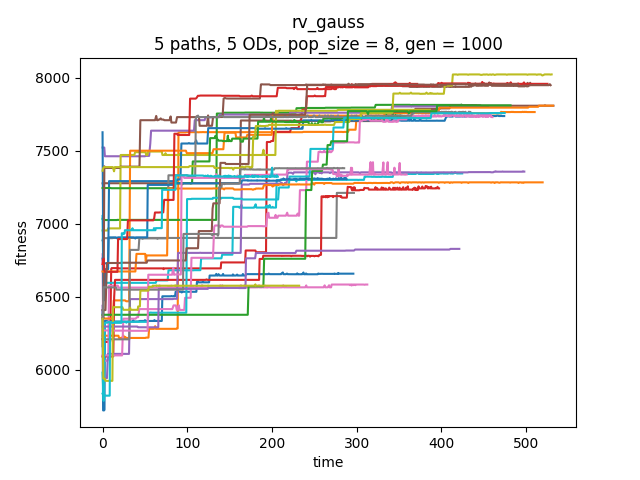 rv_gauss
5 paths, 5 ODs, pop_size = 8, gen = 1000
8000
7500
7000
6500
6000
fitness
0 100 200 300 400 500
time